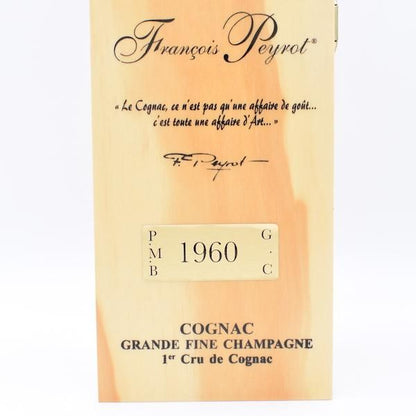 François Peyrot®
« Le Cognac, ce n'est pas qu'une affaire de goût...
c'est toute une affaire d'Art... »
F. Peyrot
P.M.B 1960 G.C
COGNAC
GRANDE FINE CHAMPAGNE
1er Cru de Cognac